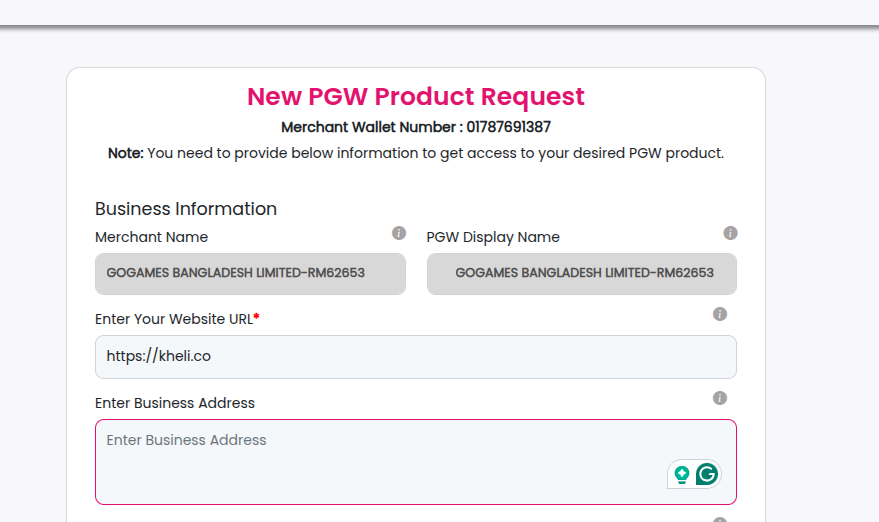 New PGW Product Request
Merchant Wallet Number : 01787691387
Note: You need to provide below information to get access to your desired PGW product.
Business Information
Merchant Name
PGW Display Name
GOGAMES BANGLADESH LIMITED-RM62653
GOGAMES BANGLADESH LIMITED-RM62653
Enter Your Website URL*
https://kheli.co
Enter Business Address
Enter Business Address